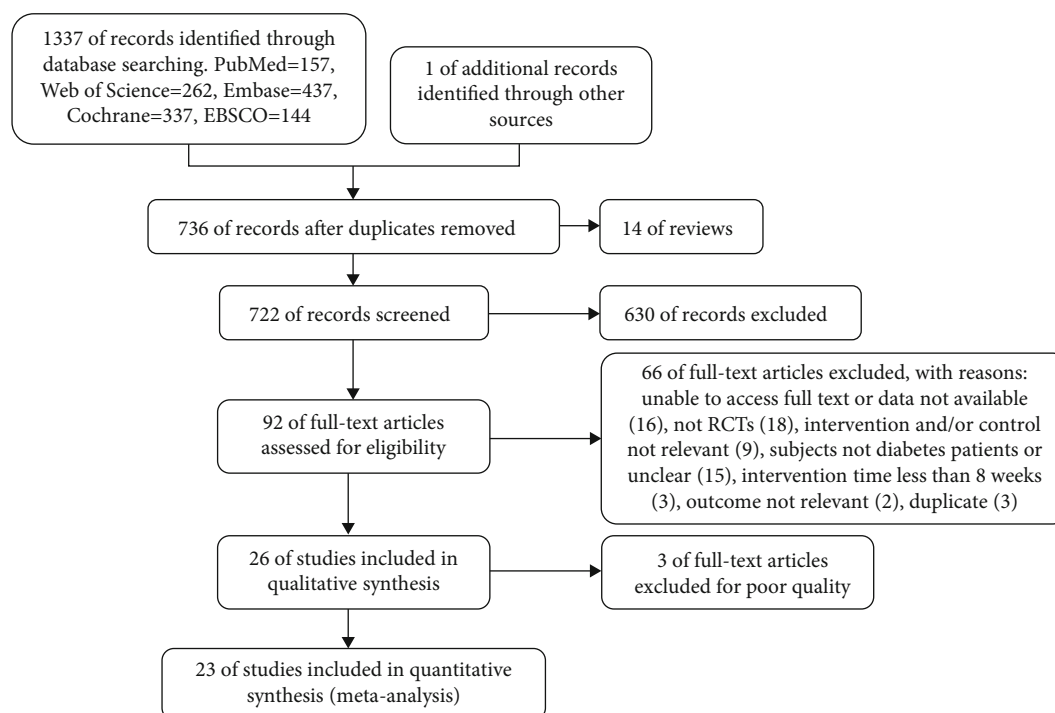 1337 of records identified through
database searching. PubMed=157,
Web of Science=262, Embase=437,
Cochrane=337, EBSCO=144
1 of additional records
identified through other
sources
736 of records after duplicates removed
14 of reviews
722 of records screened
630 of records excluded
92 of full-text articles
assessed for eligibility
66 of full-text articles excluded, with reasons:
unable to access full text or data not available
(16), not RCTs (18), intervention and/or control
not relevant (9), subjects not diabetes patients or
unclear (15), intervention time less than 8 weeks
(3), outcome not relevant (2), duplicate (3)
26 of studies included in
qualitative synthesis
3 of full-text articles
excluded for poor quality
23 of studies included in quantitative
synthesis (meta-analysis)